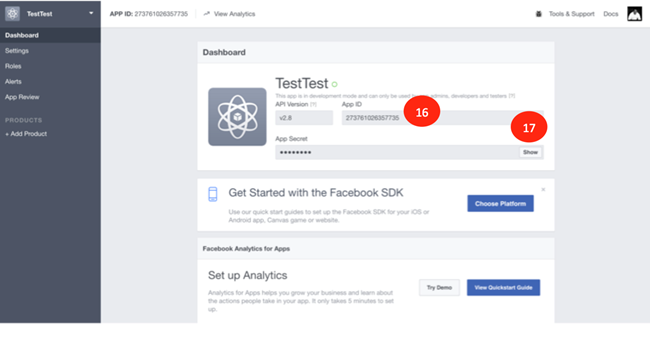 TestTest
APP ID: 273761026357735
View Analytics
Tools & Support
Docs
Dashboard
Settings
Roles
Alerts
App Review
PRODUCTS
+ Add Product
Dashboard
TestTest
This app is in development mode and can only be used by app admins, developers and testers [?]
API Version [?]
App ID
v2.8
273761026357735
16
17
App Secret
●●●●●●●●
Show
Get Started with the Facebook SDK
Use our quick start guides to set up the Facebook SDK for your iOS or
Android app, Canvas game or website.
Choose Platform
Facebook Analytics for Apps
Set up Analytics
Analytics for Apps helps you grow your business and learn about
the actions people take in your app. It only takes 5 minutes to set
up.
Try Demo
View Quickstart Guide